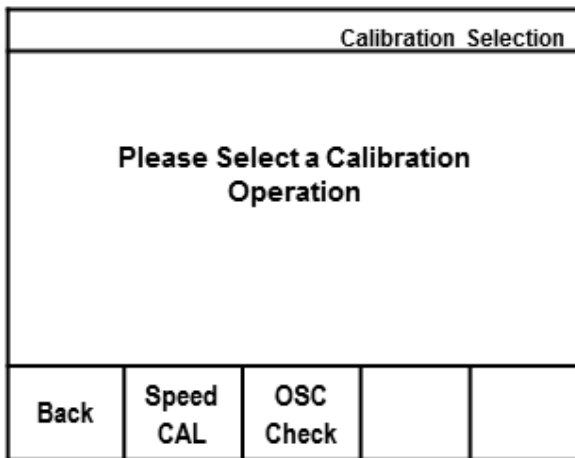 Calibration Selection
Please Select a Calibration
Operation
Back
Speed
CAL
OSC
Check